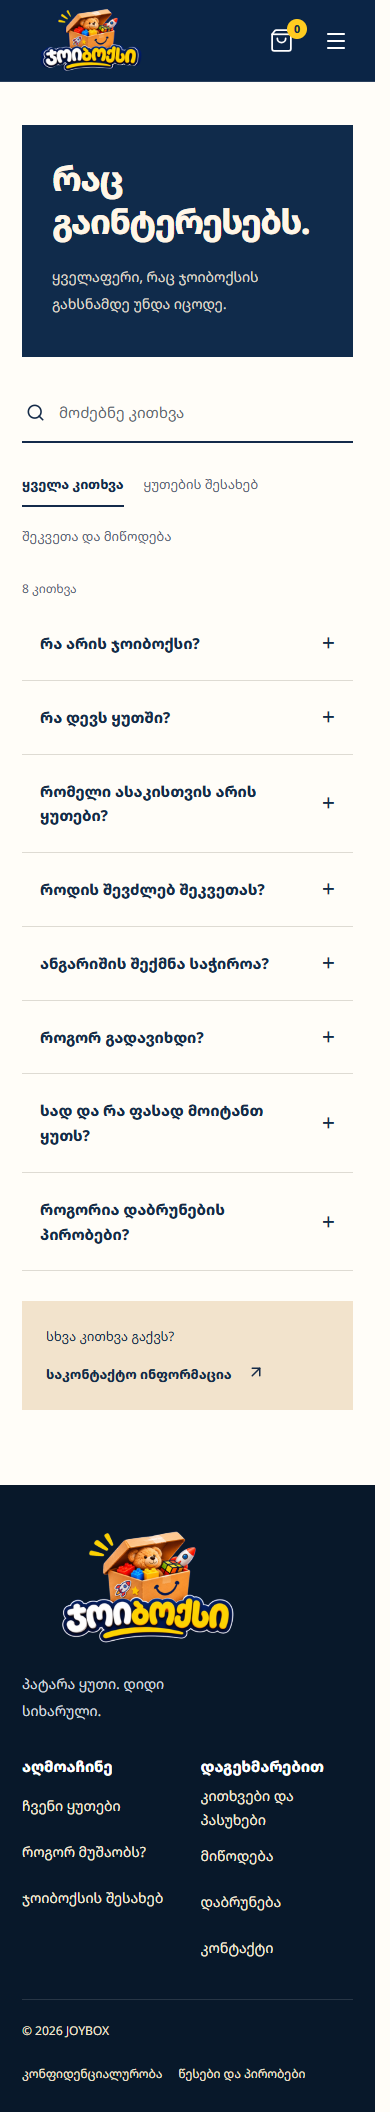 ჯოიბოქსი
0
რაც
გაინტერესებს.
ყველაფერი, რაც ჯოიბოქსის
გახსნამდე უნდა იცოდე.
მოძებნე კითხვა
ყველა კითხვა ყუთების შესახებ
შეკვეთა და მიწოდება
8 კითხვა
რა არის ჯოიბოქსი? +
რა დევს ყუთში? +
რომელი ასაკისთვის არის
ყუთები? +
როდის შევძლებ შეკვეთას? +
ანგარიშის შექმნა საჭიროა? +
როგორ გადავიხდი? +
სად და რა ფასად მოიტანთ
ყუთს? +
როგორია დაბრუნების
პირობები? +
სხვა კითხვა გაქვს?
საკონტაქტო ინფორმაცია
ჯოიბოქსი
პატარა ყუთი. დიდი
სიხარული.
აღმოაჩინე
ჩვენი ყუთები
როგორ მუშაობს?
ჯოიბოქსის შესახებ
დაგეხმარებით
კითხვები და
პასუხები
მიწოდება
დაბრუნება
კონტაქტი
© 2026 JOYBOX
კონფიდენციალურობა წესები და პირობები